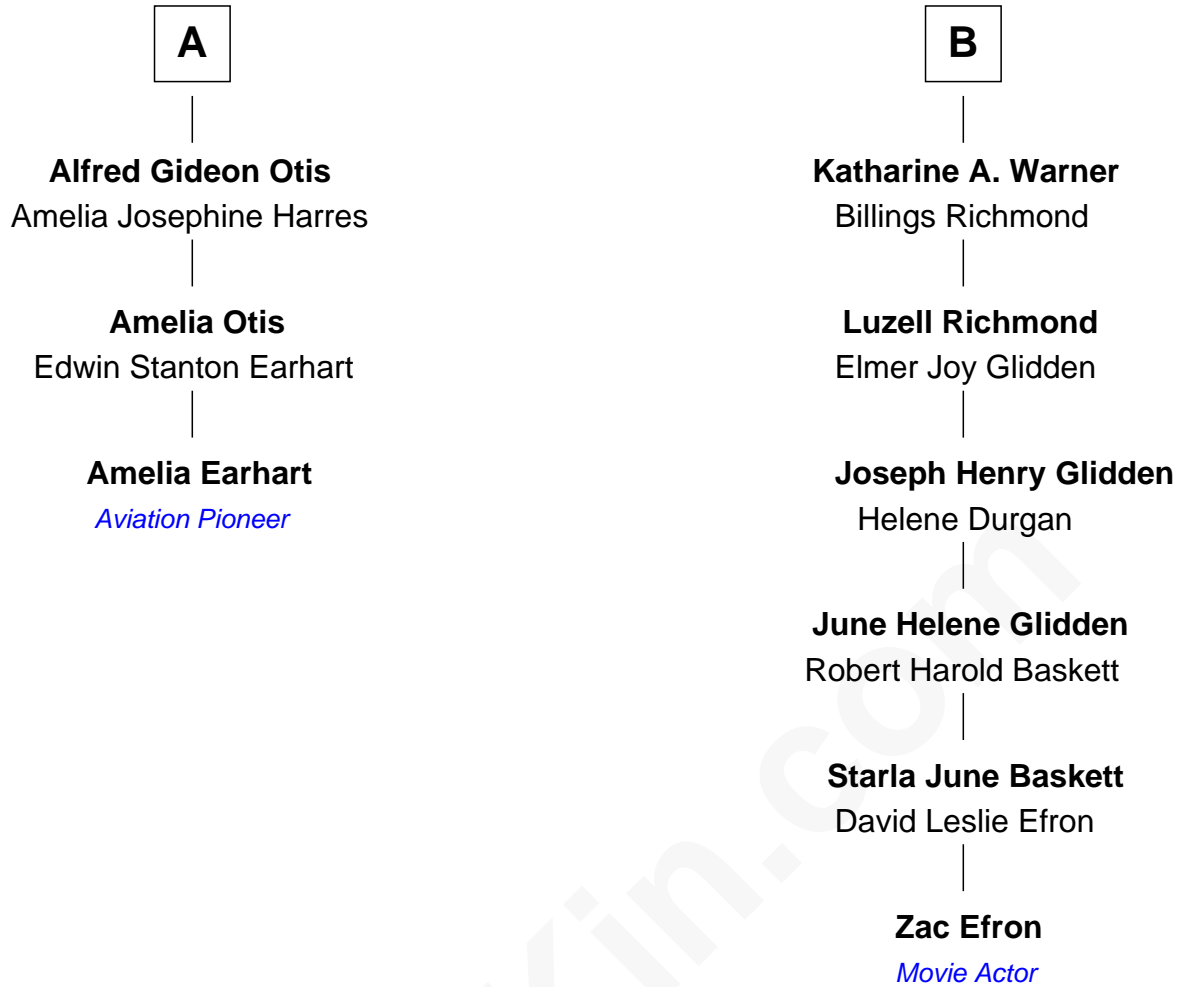 A
Alfred Gideon Otis
Amelia Josephine Harres
Amelia Otis
Edwin Stanton Earhart
Amelia Earhart
Aviation Pioneer
B
Katharine A. Warner
Billings Richmond
Luzell Richmond
Elmer Joy Glidden
Joseph Henry Glidden
Helene Durgan
June Helene Glidden
Robert Harold Baskett
Starla June Baskett
David Leslie Efron
Zac Efron
Movie Actor
Kin.com